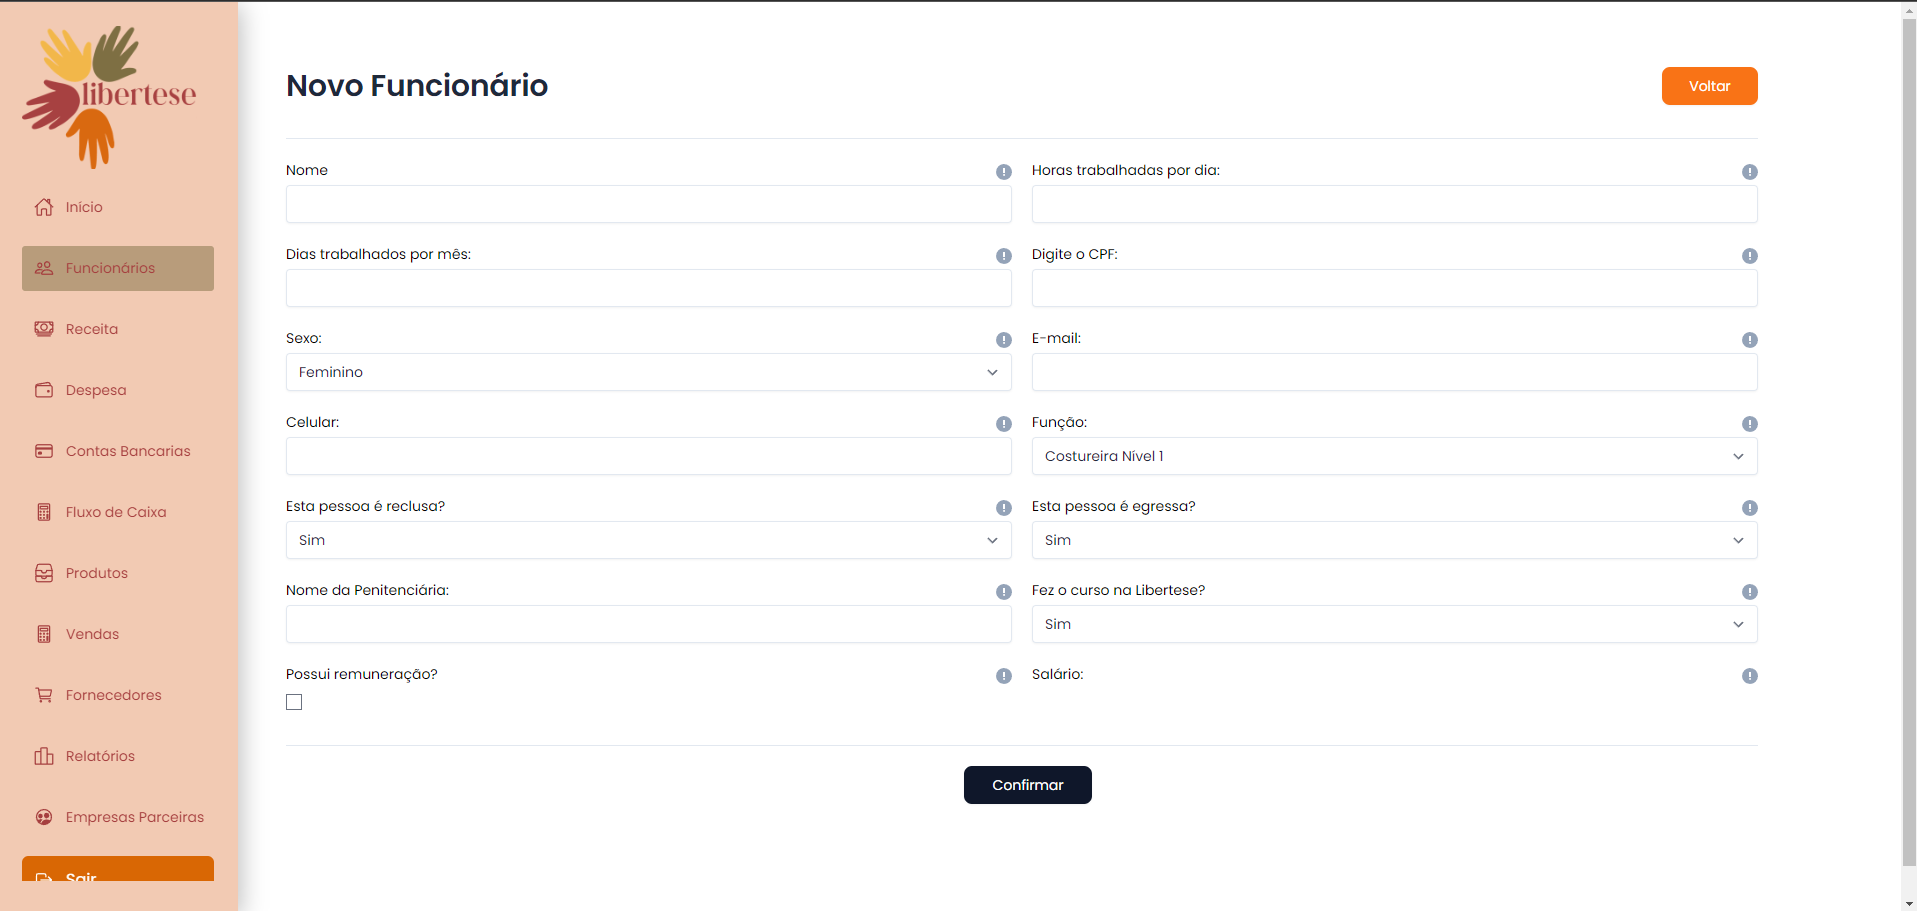 libertese
Início
Funcionários
Receita
Despesa
Contas Bancarias
Fluxo de Caixa
Produtos
Vendas
Fornecedores
Relatórios
Empresas Parceiras
Sair
Novo Funcionário
Voltar
Nome
Horas trabalhadas por dia:
Dias trabalhados por mês:
Digite o CPF:
Sexo:
Feminino
E-mail:
Celular:
Função:
Costureira Nível 1
Esta pessoa é reclusa?
Sim
Esta pessoa é egressa?
Sim
Nome da Penitenciária:
Fez o curso na Libertese?
Sim
Possui remuneração?
Salário:
Confirmar